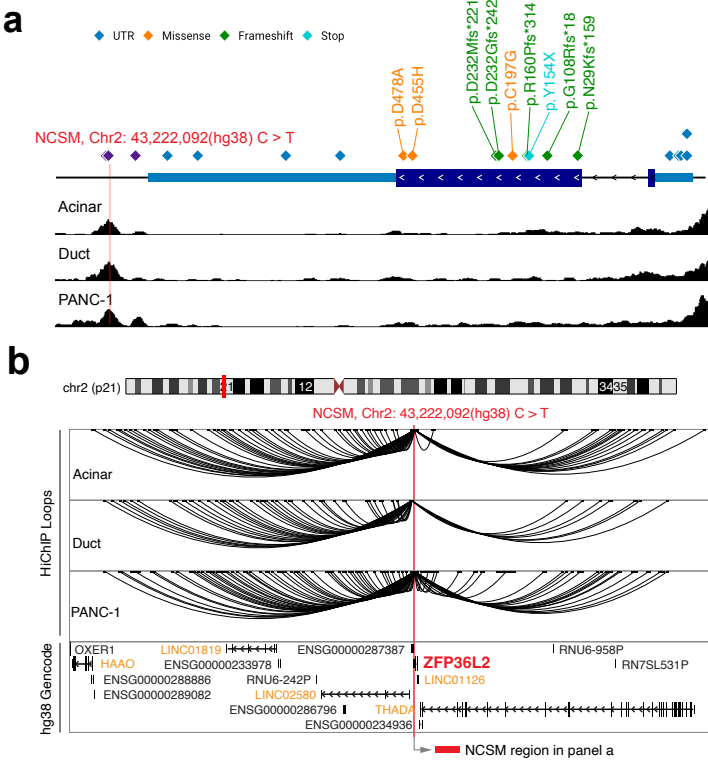 a
UTR Missense Frameshift Stop
p.D478A
p.D455H
p.D232Mfs*221
p.D232Gfs*242
p.C197G
p.R160Pfs*314
p.Y154X
p.G108Rfs*18
p.N29Kfs*159
NCSM, Chr2: 43,222,092(hg38) C > T
Acinar
Duct
PANC-1
b
chr2 (p21) 21 12 34 35
NCSM, Chr2: 43,222,092(hg38) C > T
HiChIP Loops
Acinar
Duct
PANC-1
hg38 Gencode
OXER1 LINC01819 ENSG00000287387 RNU6-958P
HAAO ENSG00000233978 ZFP36L2 RN7SL531P
ENSG00000288886 RNU6-242P LINC01126
ENSG00000289082 LINC02580
ENSG00000286796 THADA
ENSG00000234936
NCSM region in panel a